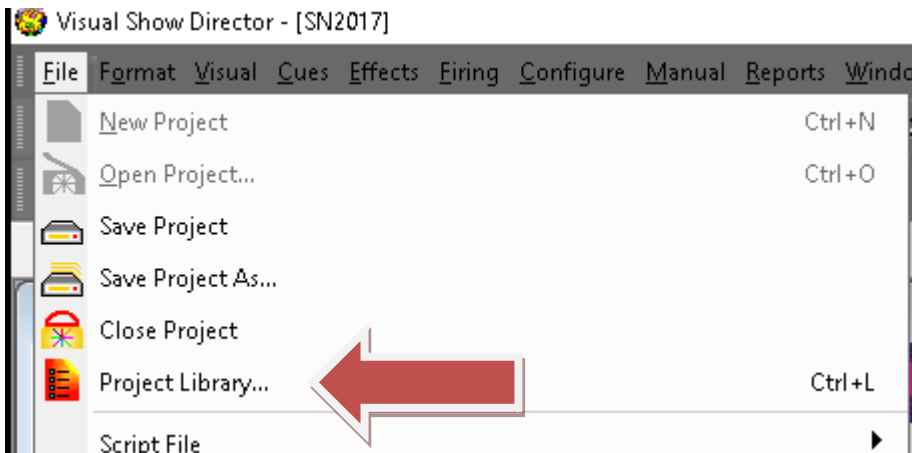 Visual Show Director - [SN2017]
File Format Visual Cues Effects Firing Configure Manual Reports
New Project Ctrl+N
Open Project... Ctrl+O
Save Project
Save Project As...
Close Project
Project Library... Ctrl+L
Script File